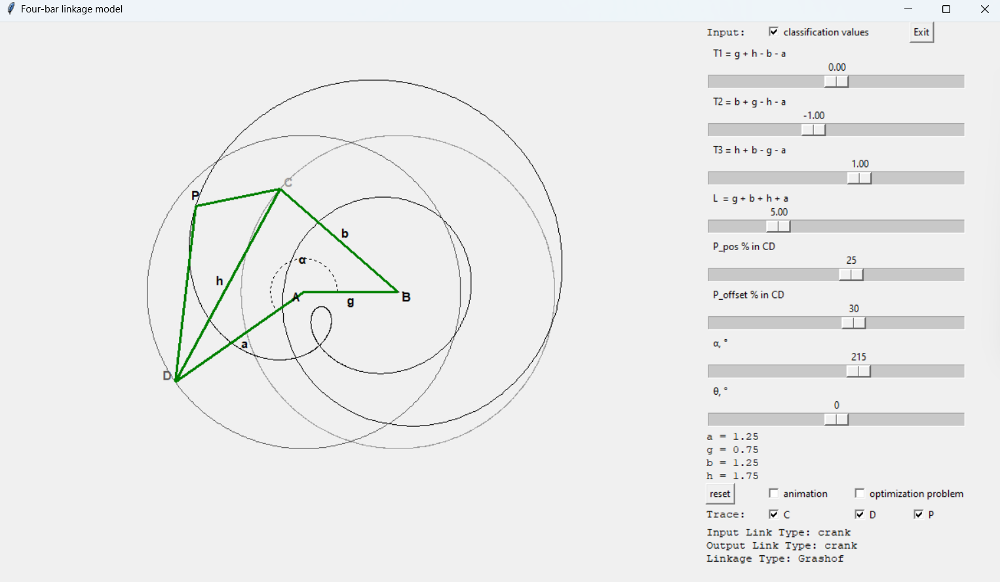 Four-bar linkage model
Input: classification values Exit
T1 = g + h - b - a
0.00
T2 = b + g - h - a
-1.00
T3 = h + b - g - a
1.00
L = g + b + h + a
5.00
P_pos % in CD
25
P_offset % in CD
30
α, °
215
θ, °
0
a = 1.25
g = 0.75
b = 1.25
h = 1.75
reset animation optimization problem
Trace: C D P
Input Link Type: crank
Output Link Type: crank
Linkage Type: Grashof
C
P
b
α
h
A
B
g
a
D